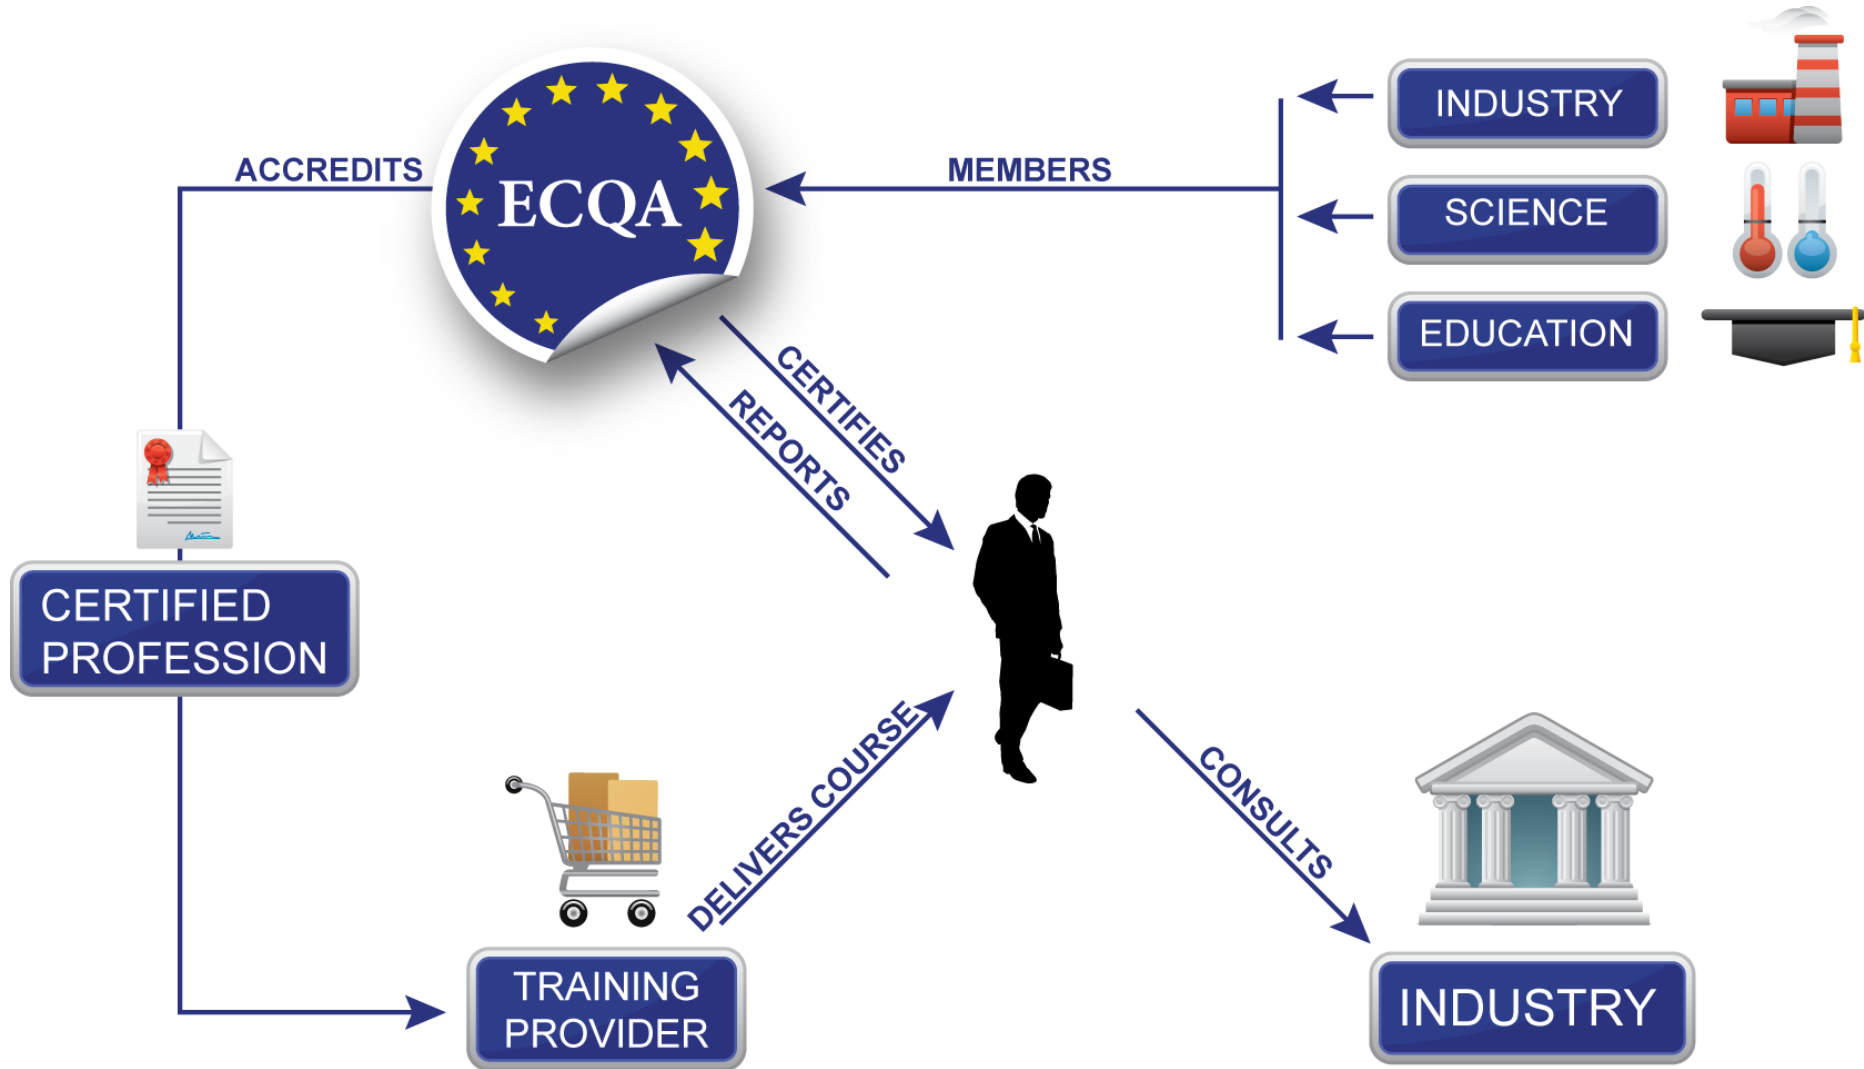 INDUSTRY
ACCREDITS
ECQA
MEMBERS
SCIENCE
EDUCATION
CERTIFIES
REPORTS
CERTIFIED
PROFESSION
DELIVERS COURSE
CONSULTS
TRAINING
PROVIDER
INDUSTRY